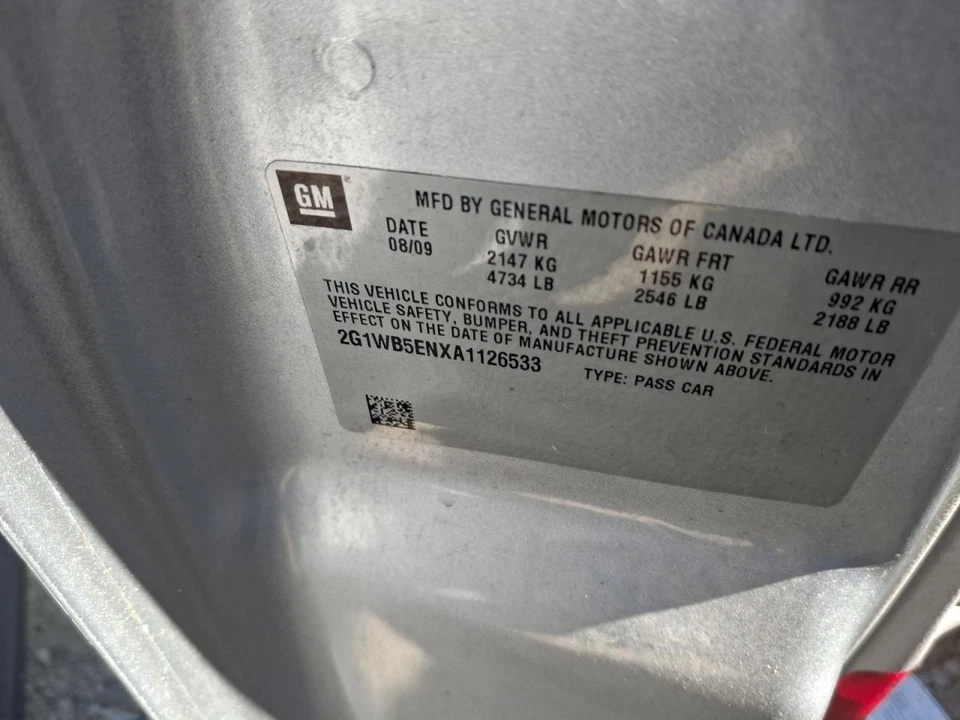 GM
MFD BY GENERAL MOTORS OF CANADA LTD.
DATE GVWR GAWR FRT GAWR RR
08/09 2147 KG 1155 KG 992 KG
4734 LB 2546 LB 2188 LB
THIS VEHICLE CONFORMS TO ALL APPLICABLE U.S. FEDERAL MOTOR
VEHICLE SAFETY, BUMPER, AND THEFT PREVENTION STANDARDS IN
EFFECT ON THE DATE OF MANUFACTURE SHOWN ABOVE.
2G1WB5ENXA1126533 TYPE: PASS CAR